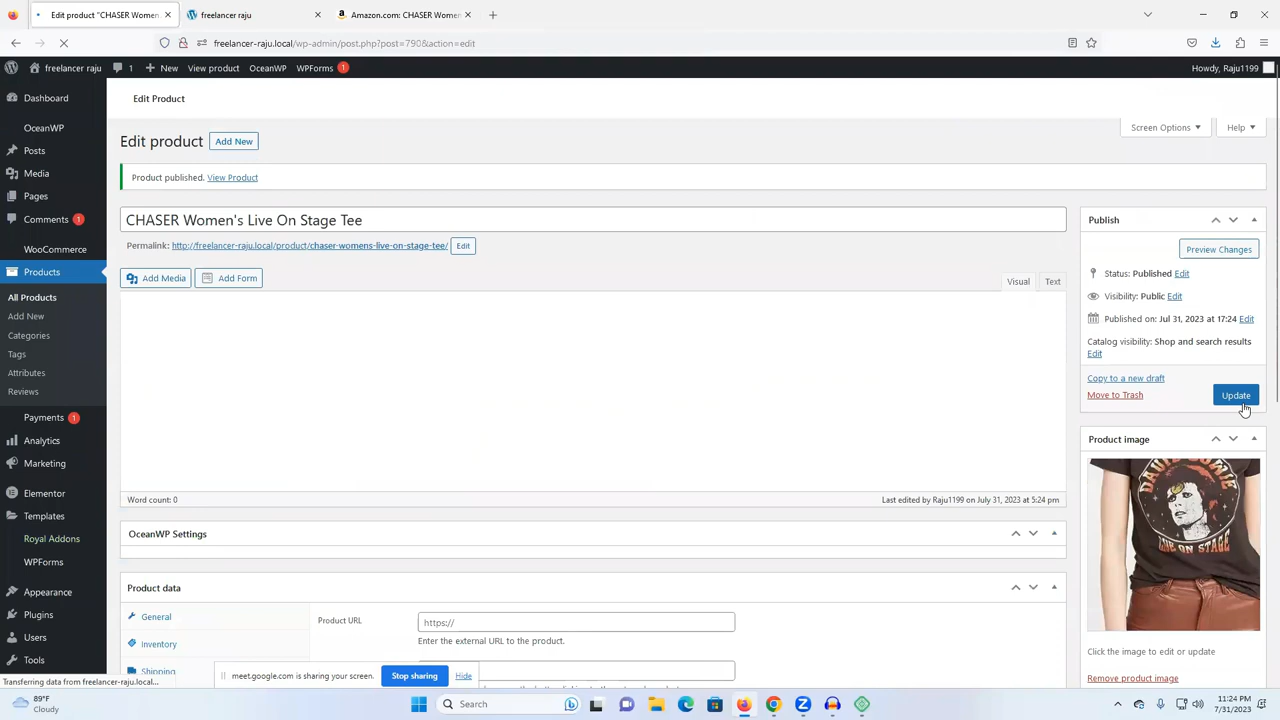 Edit product "CHASER Women'
freelancer raju
Amazon.com: CHASER Women'
freelancer-raju.local/wp-admin/post.php?post=790&action=edit
freelancer raju
1
New
View product
OceanWP
WPForms
1
Howdy, Raju1199
Dashboard
OceanWP
Posts
Media
Pages
Comments 1
WooCommerce
Products
All Products
Add New
Categories
Tags
Attributes
Reviews
Payments 1
Analytics
Marketing
Elementor
Templates
Royal Addons
WPForms
Appearance
Plugins
Users
Tools
Edit Product
Screen Options
Help
Edit product
Add New
Product published. View Product
CHASER Women's Live On Stage Tee
Permalink: http://freelancer-raju.local/product/chaser-womens-live-on-stage-tee/ Edit
Add Media
Add Form
Visual
Text
Word count: 0
Last edited by Raju1199 on July 31, 2023 at 5:24 pm
OceanWP Settings
Product data
General
Inventory
Shipping
Product URL
https://
Enter the external URL to the product.
Publish
Preview Changes
Status: Published Edit
Visibility: Public Edit
Published on: Jul 31, 2023 at 17:24 Edit
Catalog visibility: Shop and search results
Edit
Copy to a new draft
Move to Trash
Update
Product image
LIVE ON STAGE
Click the image to edit or update
Remove product image
meet.google.com is sharing your screen.
Stop sharing
Hide
Transferring data from freelancer-raju.local...
89°F
Cloudy
Search
11:24 PM
7/31/2023